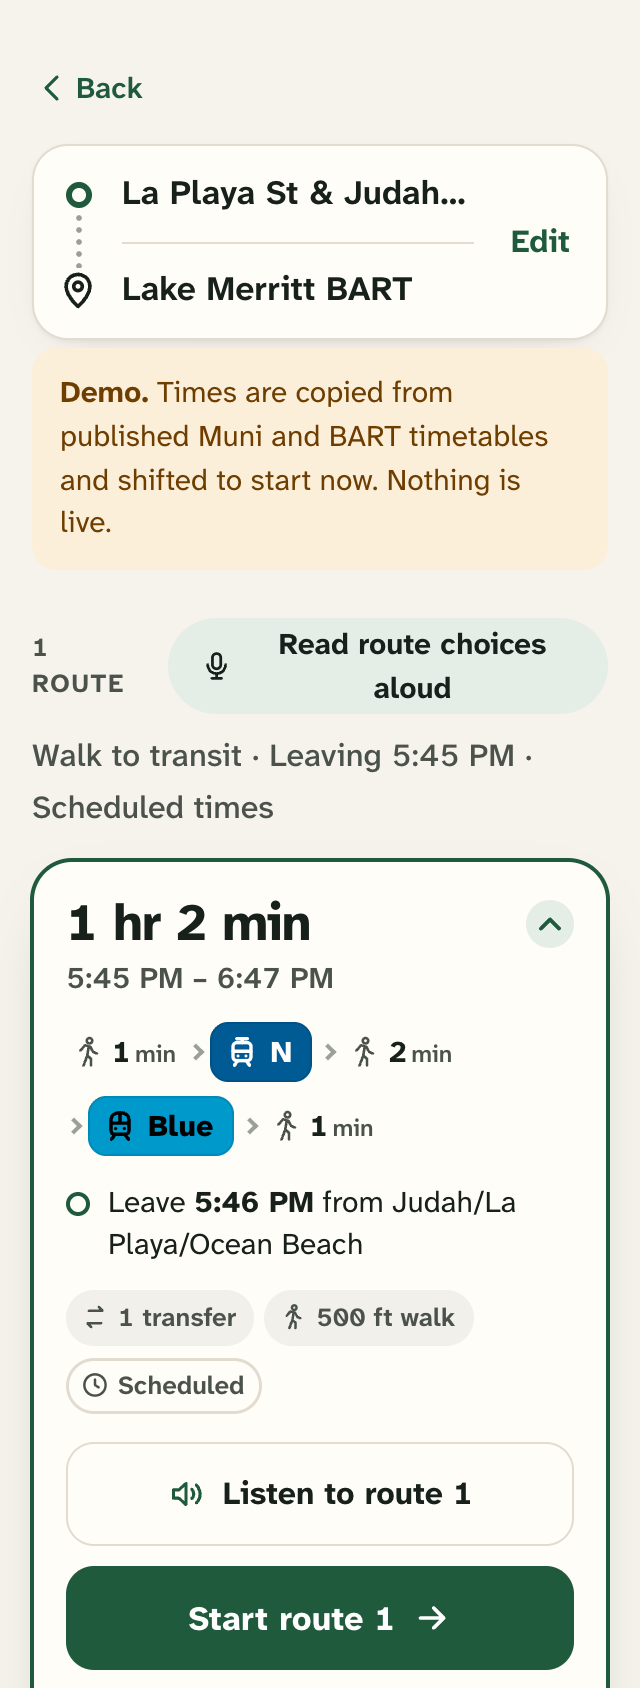 Back
La Playa St & Judah...
Edit
Lake Merritt BART
Demo. Times are copied from
published Muni and BART timetables
and shifted to start now. Nothing is
live.
1
ROUTE
Read route choices
aloud
Walk to transit · Leaving 5:45 PM ·
Scheduled times
1 hr 2 min
5:45 PM – 6:47 PM
1 min > N > 2 min
> Blue > 1 min
Leave 5:46 PM from Judah/La
Playa/Ocean Beach
1 transfer 500 ft walk
Scheduled
Listen to route 1
Start route 1 →